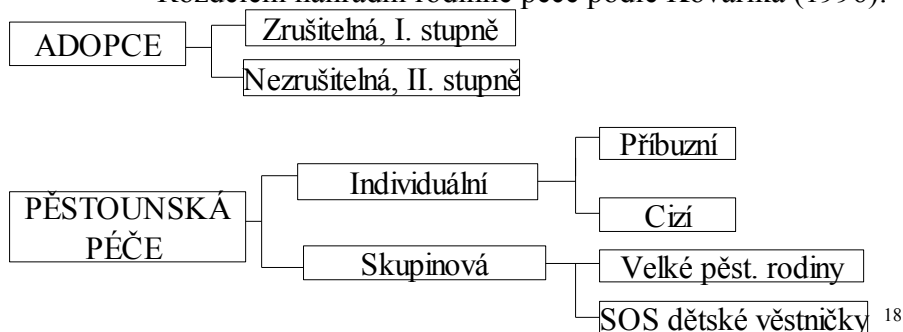 Rozdělení náhradní rodinné péče podle Kovaříka (1996):
ADOPCE
Zrušitelná, I. stupně
Nezrušitelná, II. stupně
PĚSTOUNSKÁ
PÉČE
Individuální
Příbuzní
Cizí
Skupinová
Velké pěst. rodiny
SOS dětské věstničky 18